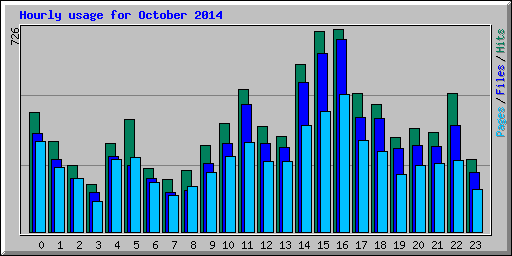 Hourly usage for October 2014
726
Pages/Files/Hits
0 1 2 3 4 5 6 7 8 9 10 11 12 13 14 15 16 17 18 19 20 21 22 23